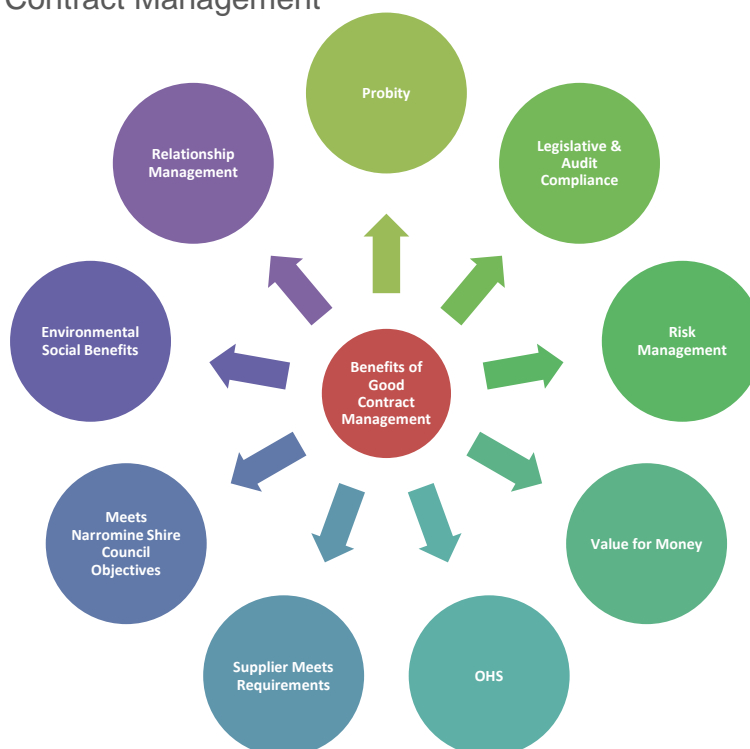 Contract Management
Probity
Legislative &
Audit
Compliance
Risk
Management
Value for Money
OHS
Supplier Meets
Requirements
Meets
Narromine Shire
Council
Objectives
Environmental
Social Benefits
Relationship
Management
Benefits of
Good
Contract
Management